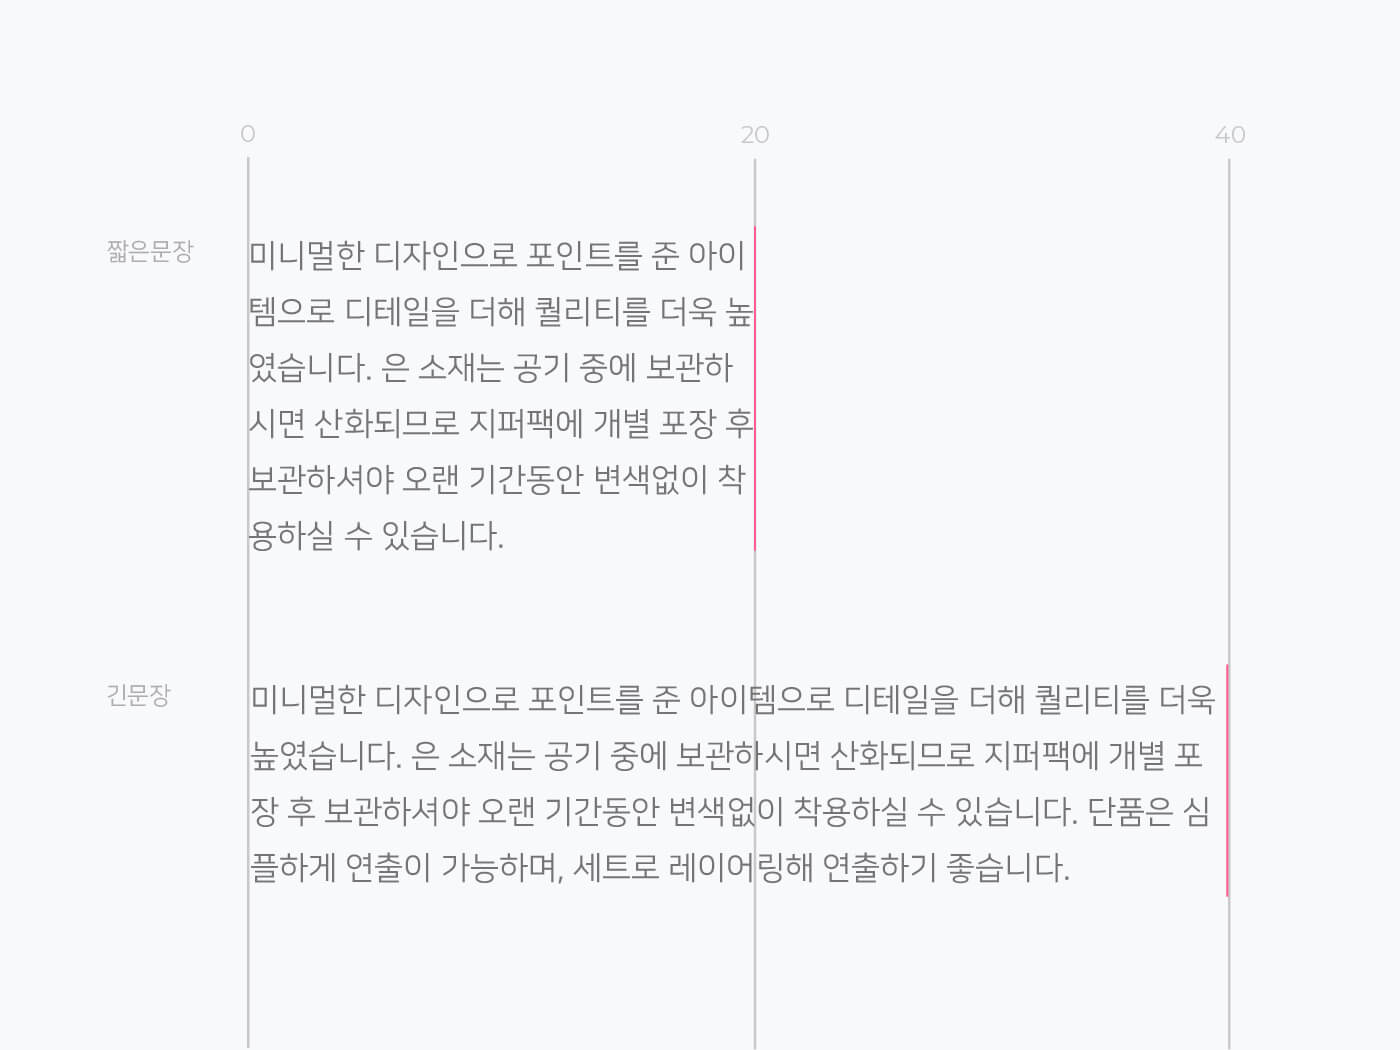 0 20 40
짧은문장
미니멀한 디자인으로 포인트를 준 아이
템으로 디테일을 더해 퀄리티를 더욱 높
였습니다. 은 소재는 공기 중에 보관하
시면 산화되므로 지퍼팩에 개별 포장 후
보관하셔야 오랜 기간동안 변색없이 착
용하실 수 있습니다.
긴문장
미니멀한 디자인으로 포인트를 준 아이템으로 디테일을 더해 퀄리티를 더욱
높였습니다. 은 소재는 공기 중에 보관하시면 산화되므로 지퍼팩에 개별 포
장 후 보관하셔야 오랜 기간동안 변색없이 착용하실 수 있습니다. 단품은 심
플하게 연출이 가능하며, 세트로 레이어링해 연출하기 좋습니다.